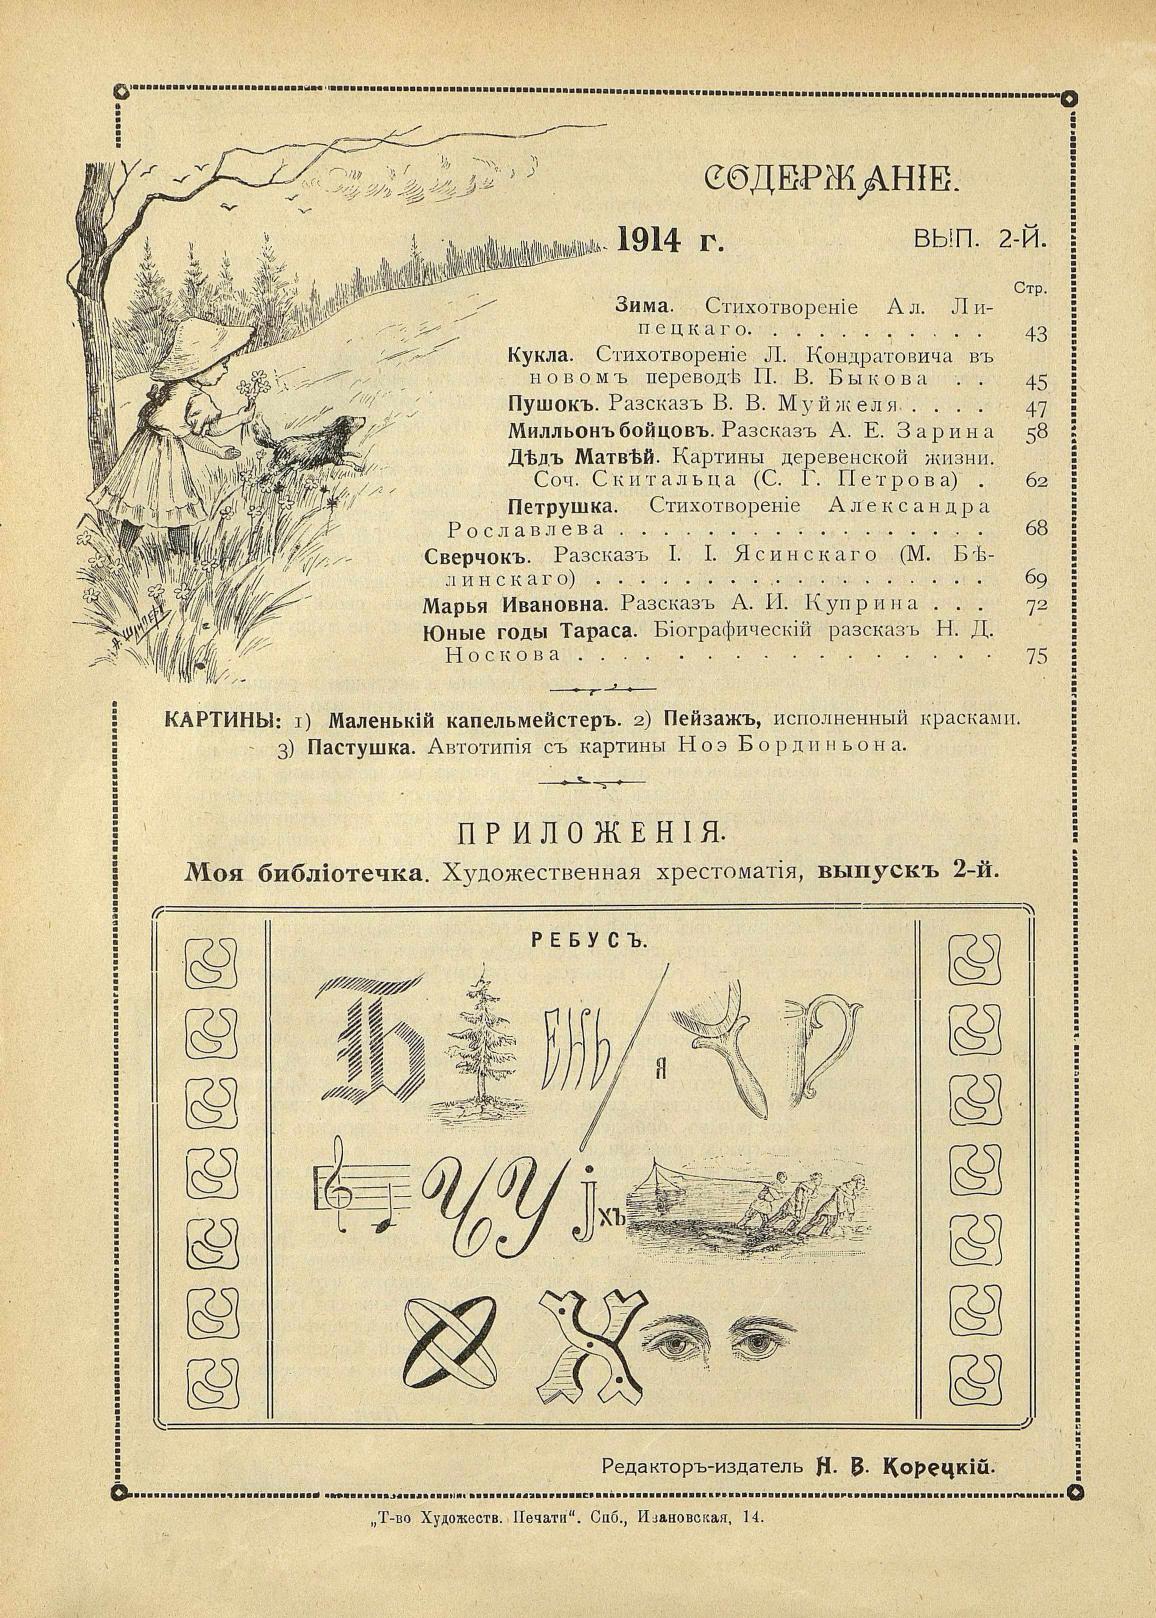 СОДЕРЖАНІЕ.
1914 г. ВЫП. 2-Й.
Стр.
Зима. Стихотвореніе Ал. Ли-
пецкаго. . . . . . . . . . . 43
Кукла. Стихотвореніе Л. Кондратовича въ
новомъ переводѣ П. В. Быкова . . 45
Пушокъ. Разсказъ В. В. Муйжеля . . . . 47
Милльонъ бойцовъ. Разсказъ А. Е. Зарина 58
Дѣдъ Матвѣй. Картины деревенской жизни.
Соч. Скитальца (С. Г. Петрова) . 62
Петрушка. Стихотвореніе Александра
Рославлева . . . . . . . . . . . . . . . . 68
Сверчокъ. Разсказъ І. І. Ясинскаго (М. Бѣ-
линскаго) . . . . . . . . . . . . . . . . . 69
Марья Ивановна. Разсказъ А. И. Куприна . . . 72
Юные годы Тараса. Біографическій разсказъ Н. Д.
Носкова . . . . . . . . . . . . . . . . . 75
А. ШЛИПЕР
КАРТИНЫ: 1) Маленькій капельмейстеръ. 2) Пейзажъ, исполненный красками.
3) Пастушка. Автотипія съ картины Ноэ Бординьона.
ПРИЛОЖЕНІЯ.
Моя библіотечка. Художественная хрестоматія, выпускъ 2-й.
РЕБУСЪ.
Б ЕНЬ / Я Ч Р
Ч У j хъ
О Х
Редакторъ-издатель Н. В. Корецкій.
„Т-во Художеств. Печати“. Спб., Ивановская, 14.